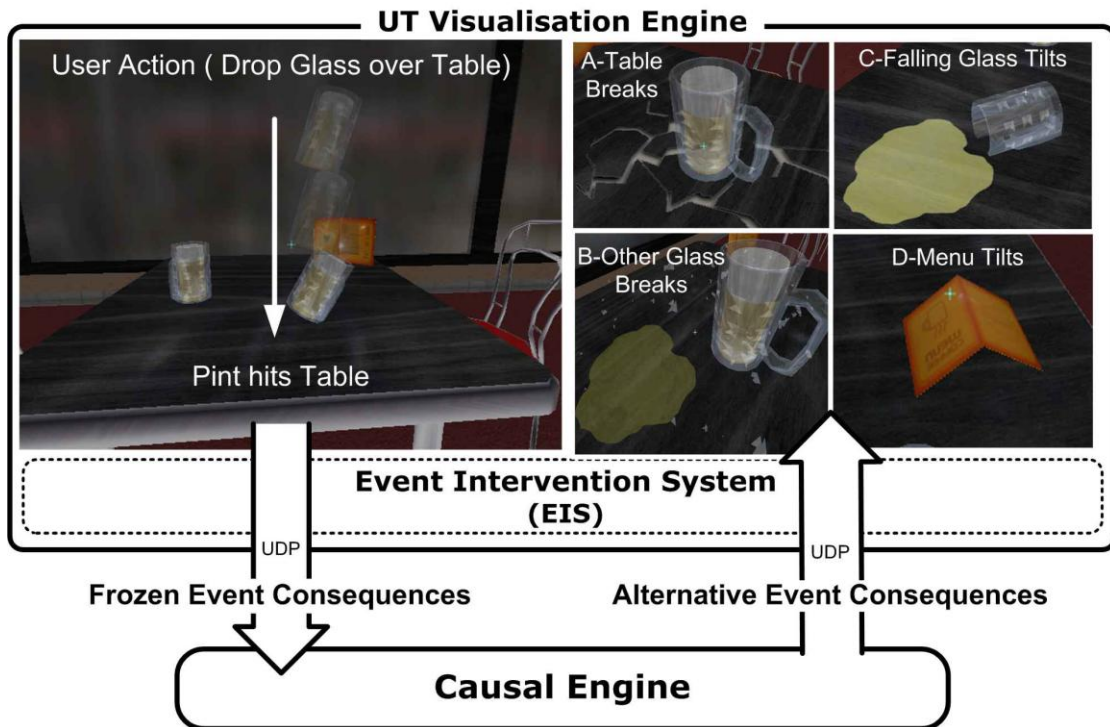 UT Visualisation Engine
User Action ( Drop Glass over Table)
Pint hits Table
A-Table
Breaks
C-Falling Glass Tilts
B-Other Glass
Breaks
D-Menu Tilts
Event Intervention System
(EIS)
UDP
UDP
Frozen Event Consequences
Alternative Event Consequences
Causal Engine